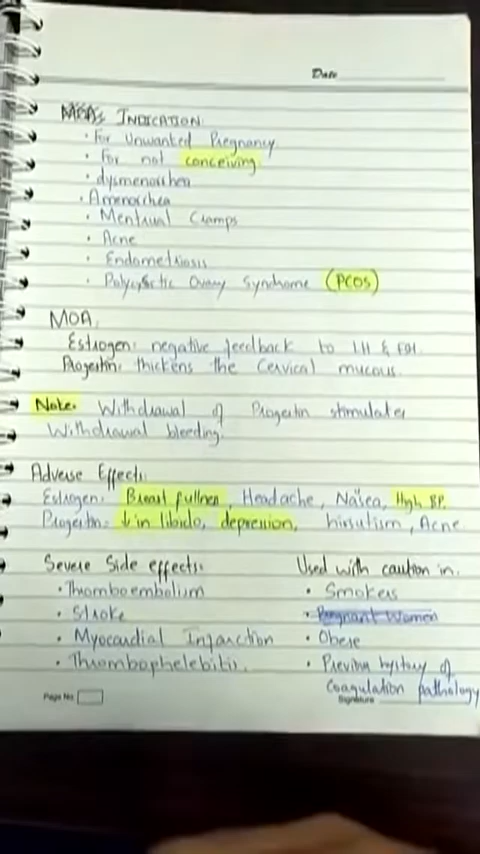 Date
INDICATION:
• For Unwanted Pregnancy
• For not conceiving.
• dysmenorrhea
• Amenorrhea
• Menstrual Cramps
• Acne
• Endometriosis
• Polycystic Ovary Syndrome (PCOS)
MOA:
Estrogen: negative feedback to LH & FSH.
Progestin: thickens the Cervical mucous.
Note: Withdrawal of Progestin stimulates
Withdrawal bleeding.
Adverse Effects:
Estrogen: Breast fullness, Headache, Nausea, High BP.
Progestin: ↓ in libido, depression, hirsutism, Acne
Severe Side effects: Used with caution in:
• Thromboembolism • Smokers
• Stroke • Pregnant Women
• Myocardial Infarction • Obese
• Thrombophelebitis. • Previous hystory of
Coagulation pathology
Page No Signature